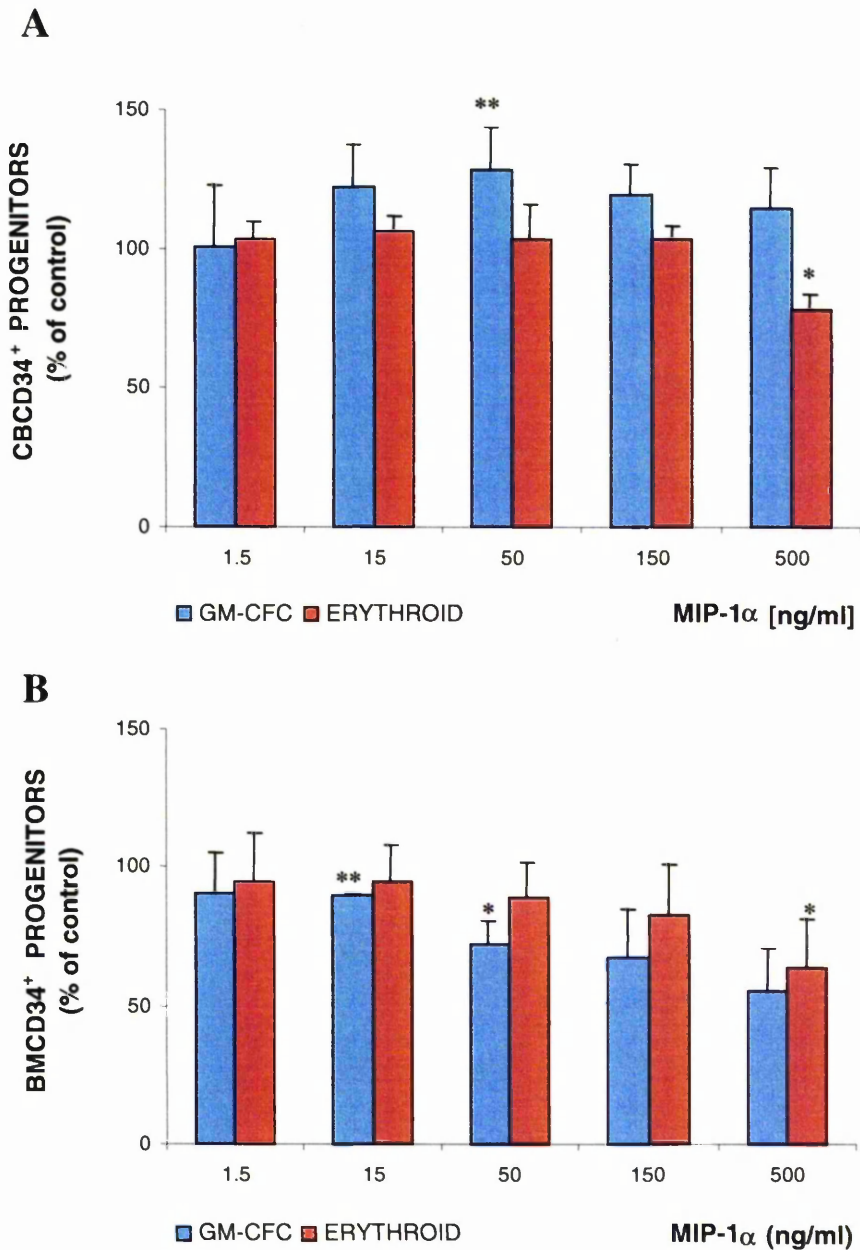 A
CBCD34⁺ PROGENITORS
(% of control)
150
100
50
0
**
*
1.5 15 50 150 500
GM-CFC ERYTHROID MIP-1α [ng/ml]
B
BMCD34⁺ PROGENITORS
(% of control)
150
100
50
0
**
*
*
1.5 15 50 150 500
GM-CFC ERYTHROID MIP-1α (ng/ml)